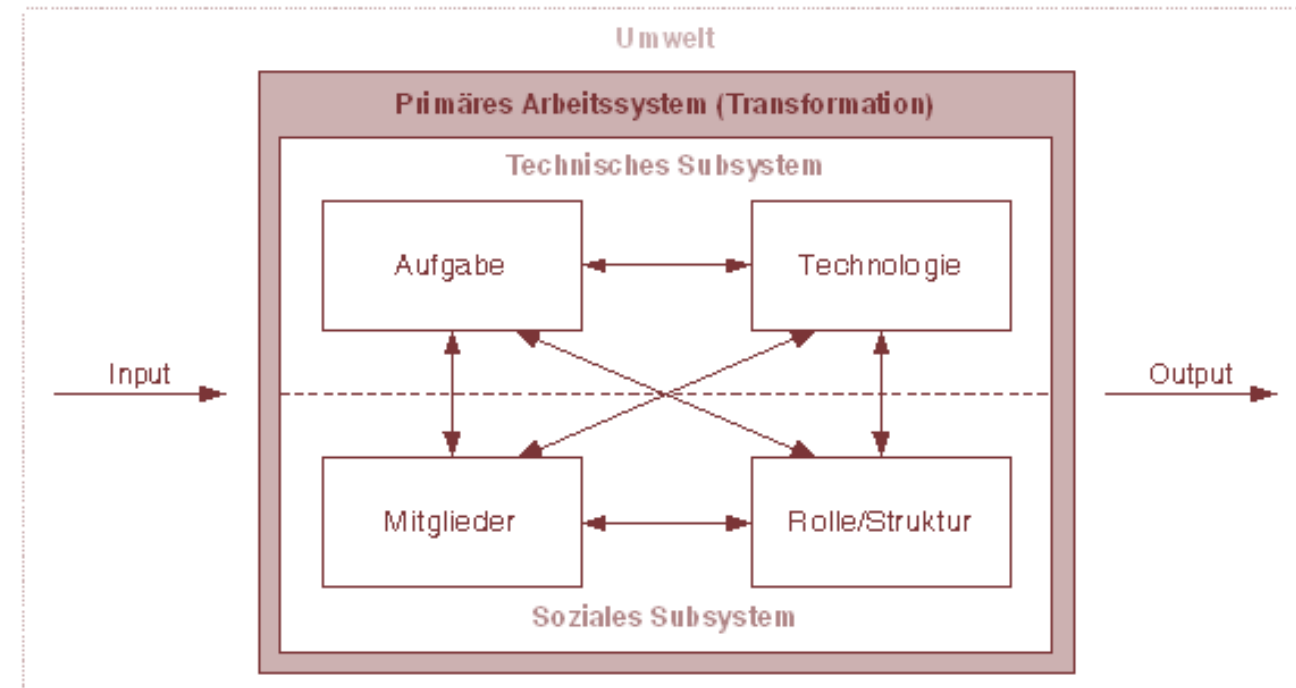 Umwelt
Primäres Arbeitssystem (Transformation)
Technisches Subsystem
Aufgabe
Technologie
Input
Output
Mitglieder
Rolle/Struktur
Soziales Subsystem